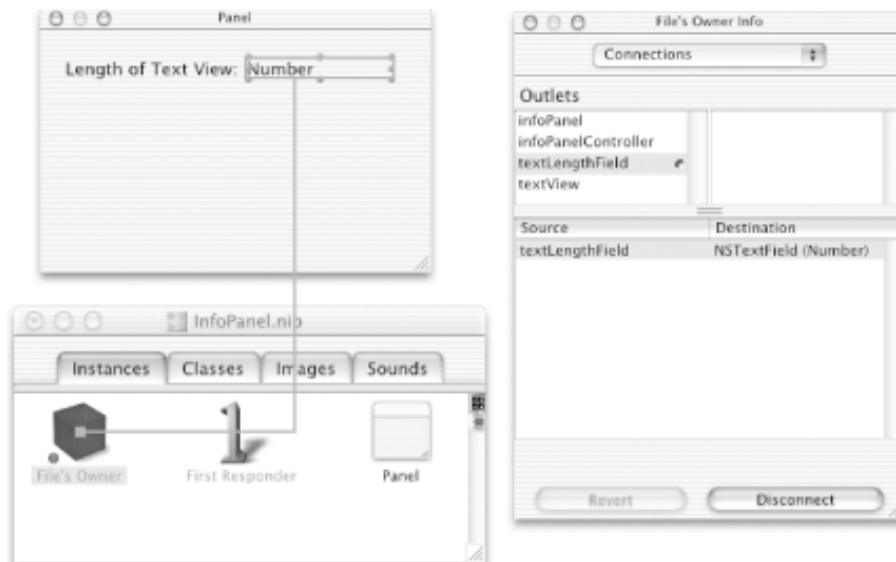 Panel
Length of Text View: Number
InfoPanel.nib
Instances Classes Images Sounds
File's Owner
First Responder
Panel
File's Owner Info
Connections
Outlets
infoPanel
infoPanelController
textLengthField
textView
Source Destination
textLengthField NSTextField (Number)
Revert Disconnect